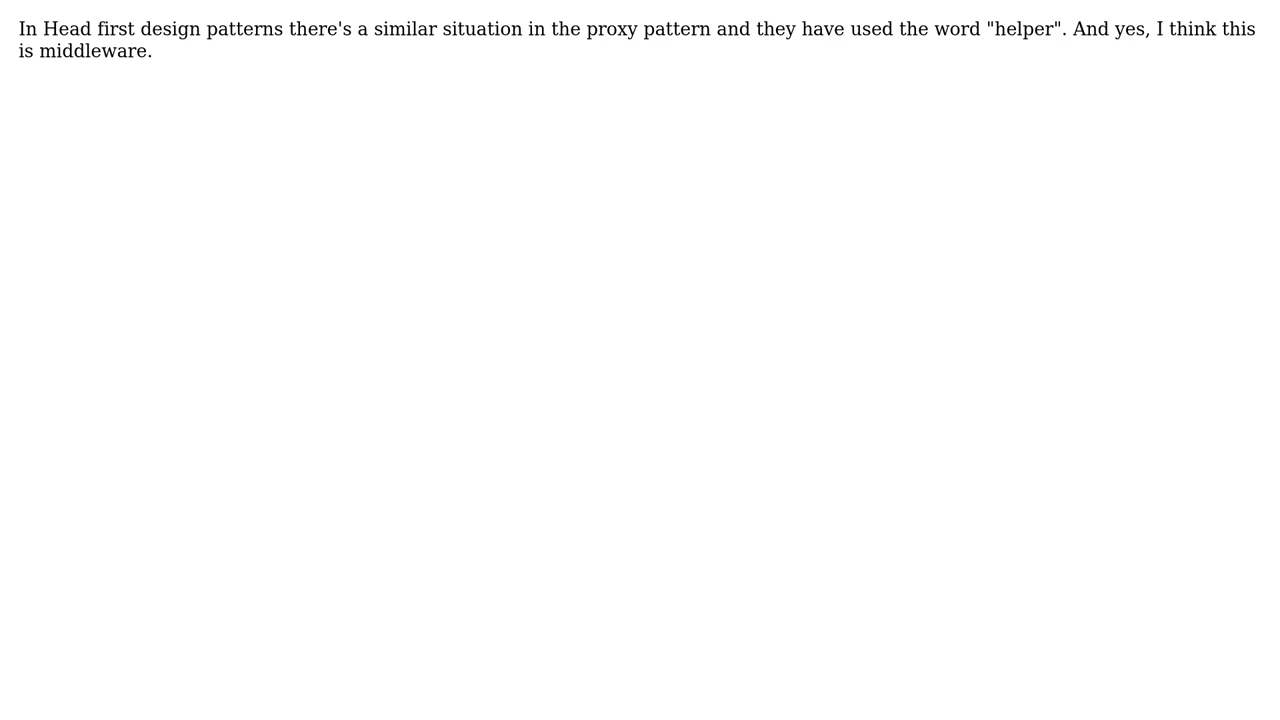 In Head first design patterns there's a similar situation in the proxy pattern and they have used the word "helper". And yes, I think this
is middleware.